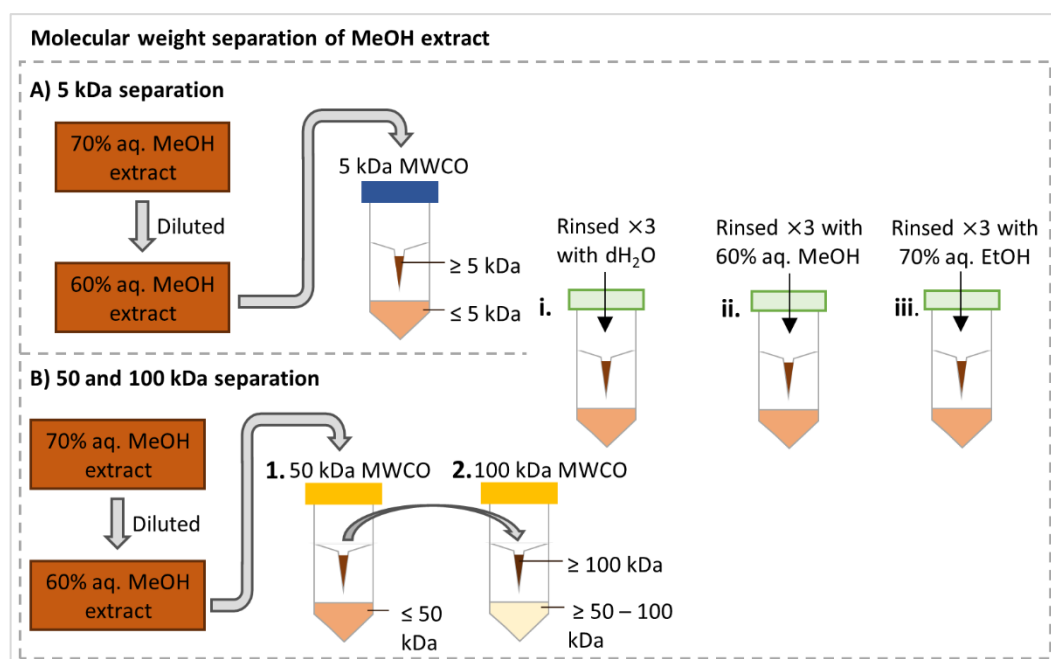 Molecular weight separation of MeOH extract
A) 5 kDa separation
70% aq. MeOH
extract
Diluted
60% aq. MeOH
extract
5 kDa MWCO
≥ 5 kDa
≤ 5 kDa
Rinsed ×3
with dH₂O
i.
Rinsed ×3 with
60% aq. MeOH
ii.
Rinsed ×3 with
70% aq. EtOH
iii.
B) 50 and 100 kDa separation
70% aq. MeOH
extract
Diluted
60% aq. MeOH
extract
1. 50 kDa MWCO
≤ 50
kDa
2. 100 kDa MWCO
≥ 100 kDa
≥ 50 – 100
kDa